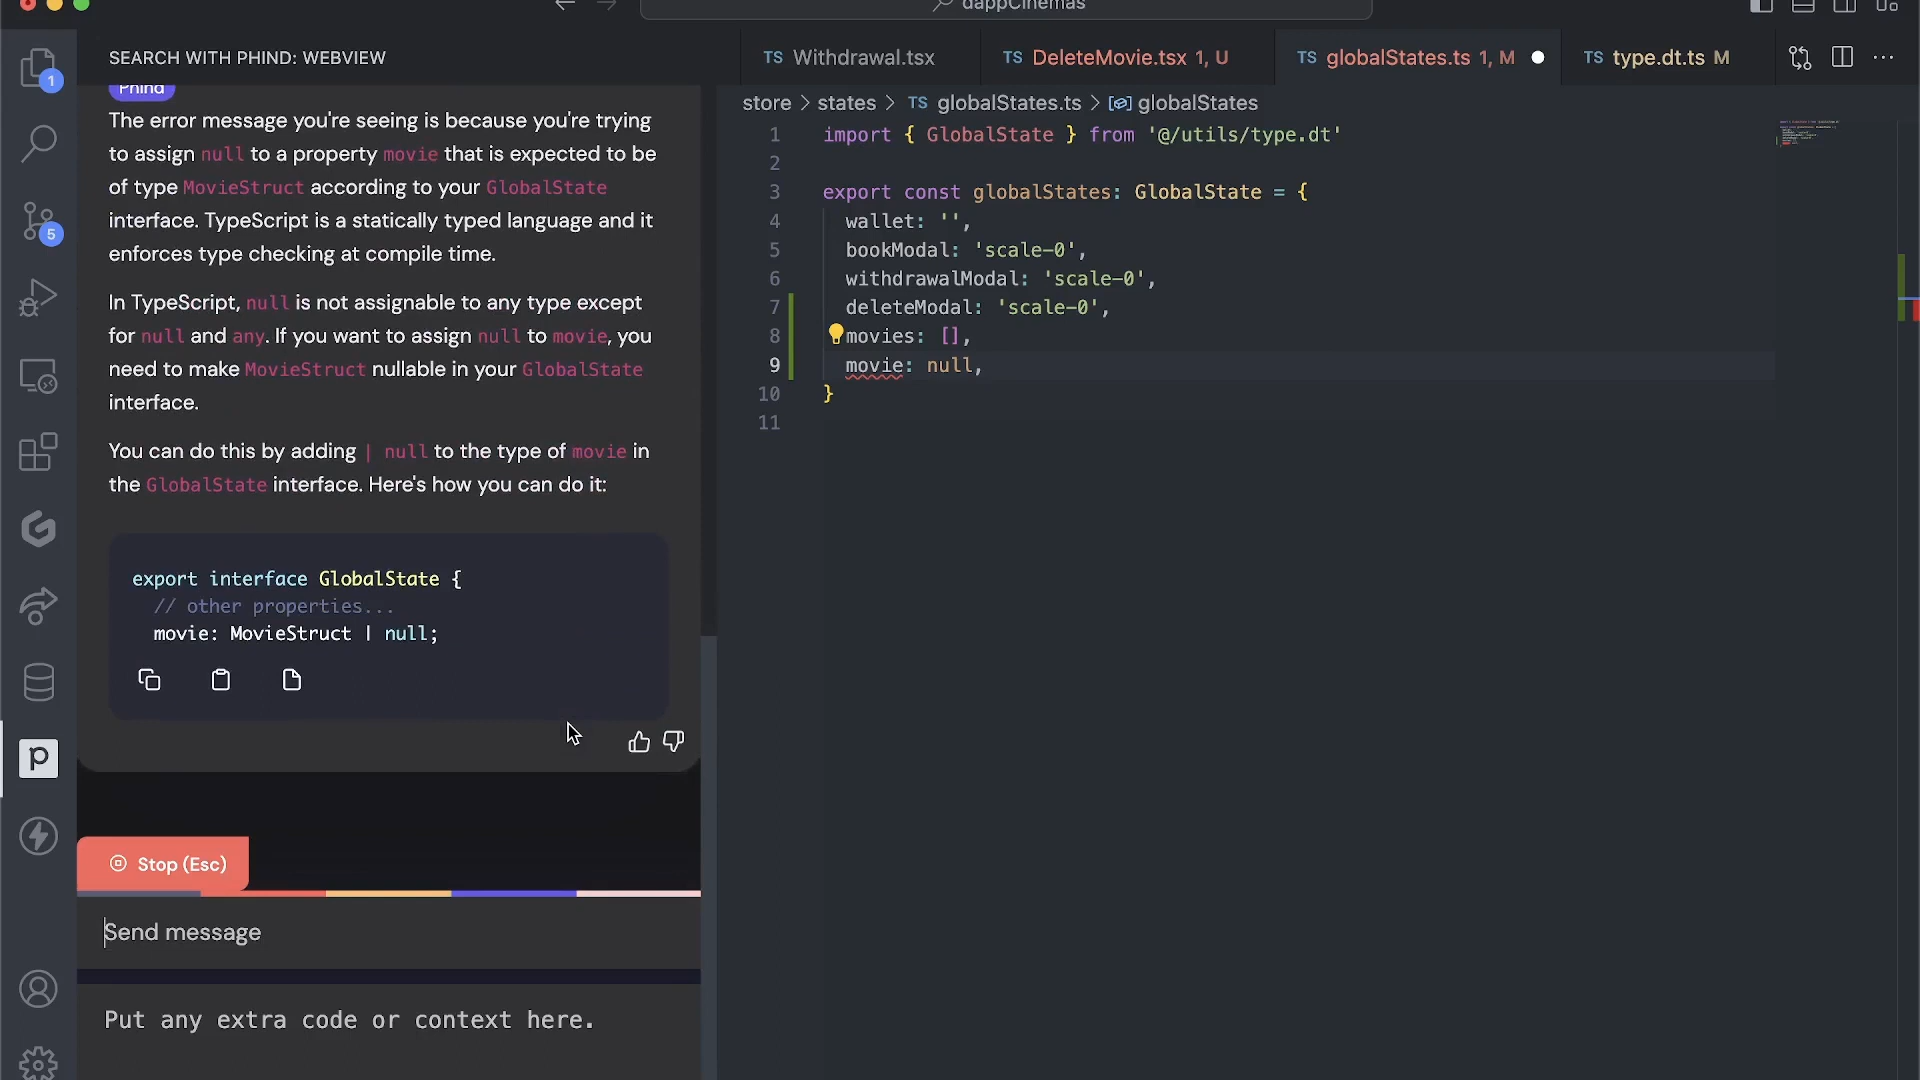 dappCinemas
SEARCH WITH PHIND: WEBVIEW
TS Withdrawal.tsx
TS DeleteMovie.tsx 1, U
TS globalStates.ts 1, M
TS type.dt.ts M
1
5
Phind
The error message you're seeing is because you're trying
to assign null to a property movie that is expected to be
of type MovieStruct according to your GlobalState
interface. TypeScript is a statically typed language and it
enforces type checking at compile time.
In TypeScript, null is not assignable to any type except
for null and any. If you want to assign null to movie, you
need to make MovieStruct nullable in your GlobalState
interface.
You can do this by adding | null to the type of movie in
the GlobalState interface. Here's how you can do it:
export interface GlobalState {
// other properties...
movie: MovieStruct | null;
Stop (Esc)
Send message
Put any extra code or context here.
store > states > TS globalStates.ts > globalStates
1 import { GlobalState } from '@/utils/type.dt'
2
3 export const globalStates: GlobalState = {
4 wallet: '',
5 bookModal: 'scale-0',
6 withdrawalModal: 'scale-0',
7 deleteModal: 'scale-0',
8 movies: [],
9 movie: null,
10 }
11